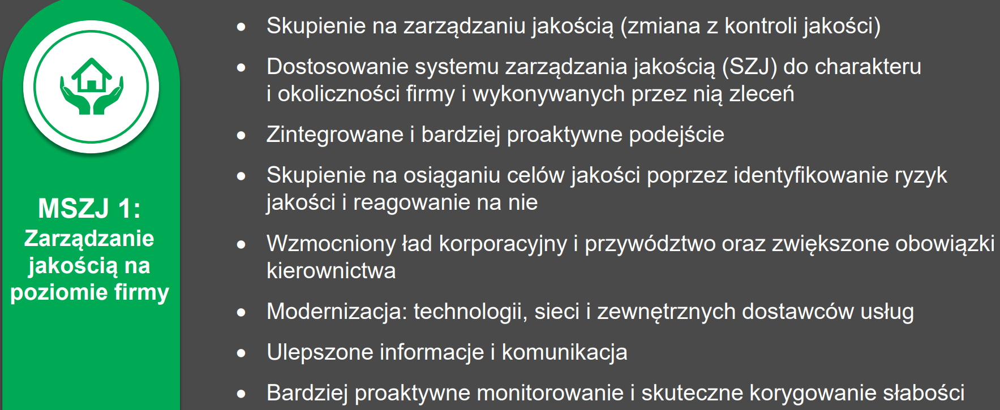 MSZJ 1:
Zarządzanie
jakością na
poziomie firmy
● Skupienie na zarządzaniu jakością (zmiana z kontroli jakości)
● Dostosowanie systemu zarządzania jakością (SZJ) do charakteru
i okoliczności firmy i wykonywanych przez nią zleceń
● Zintegrowane i bardziej proaktywne podejście
● Skupienie na osiąganiu celów jakości poprzez identyfikowanie ryzyk
jakości i reagowanie na nie
● Wzmocniony ład korporacyjny i przywództwo oraz zwiększone obowiązki
kierownictwa
● Modernizacja: technologii, sieci i zewnętrznych dostawców usług
● Ulepszone informacje i komunikacja
● Bardziej proaktywne monitorowanie i skuteczne korygowanie słabości